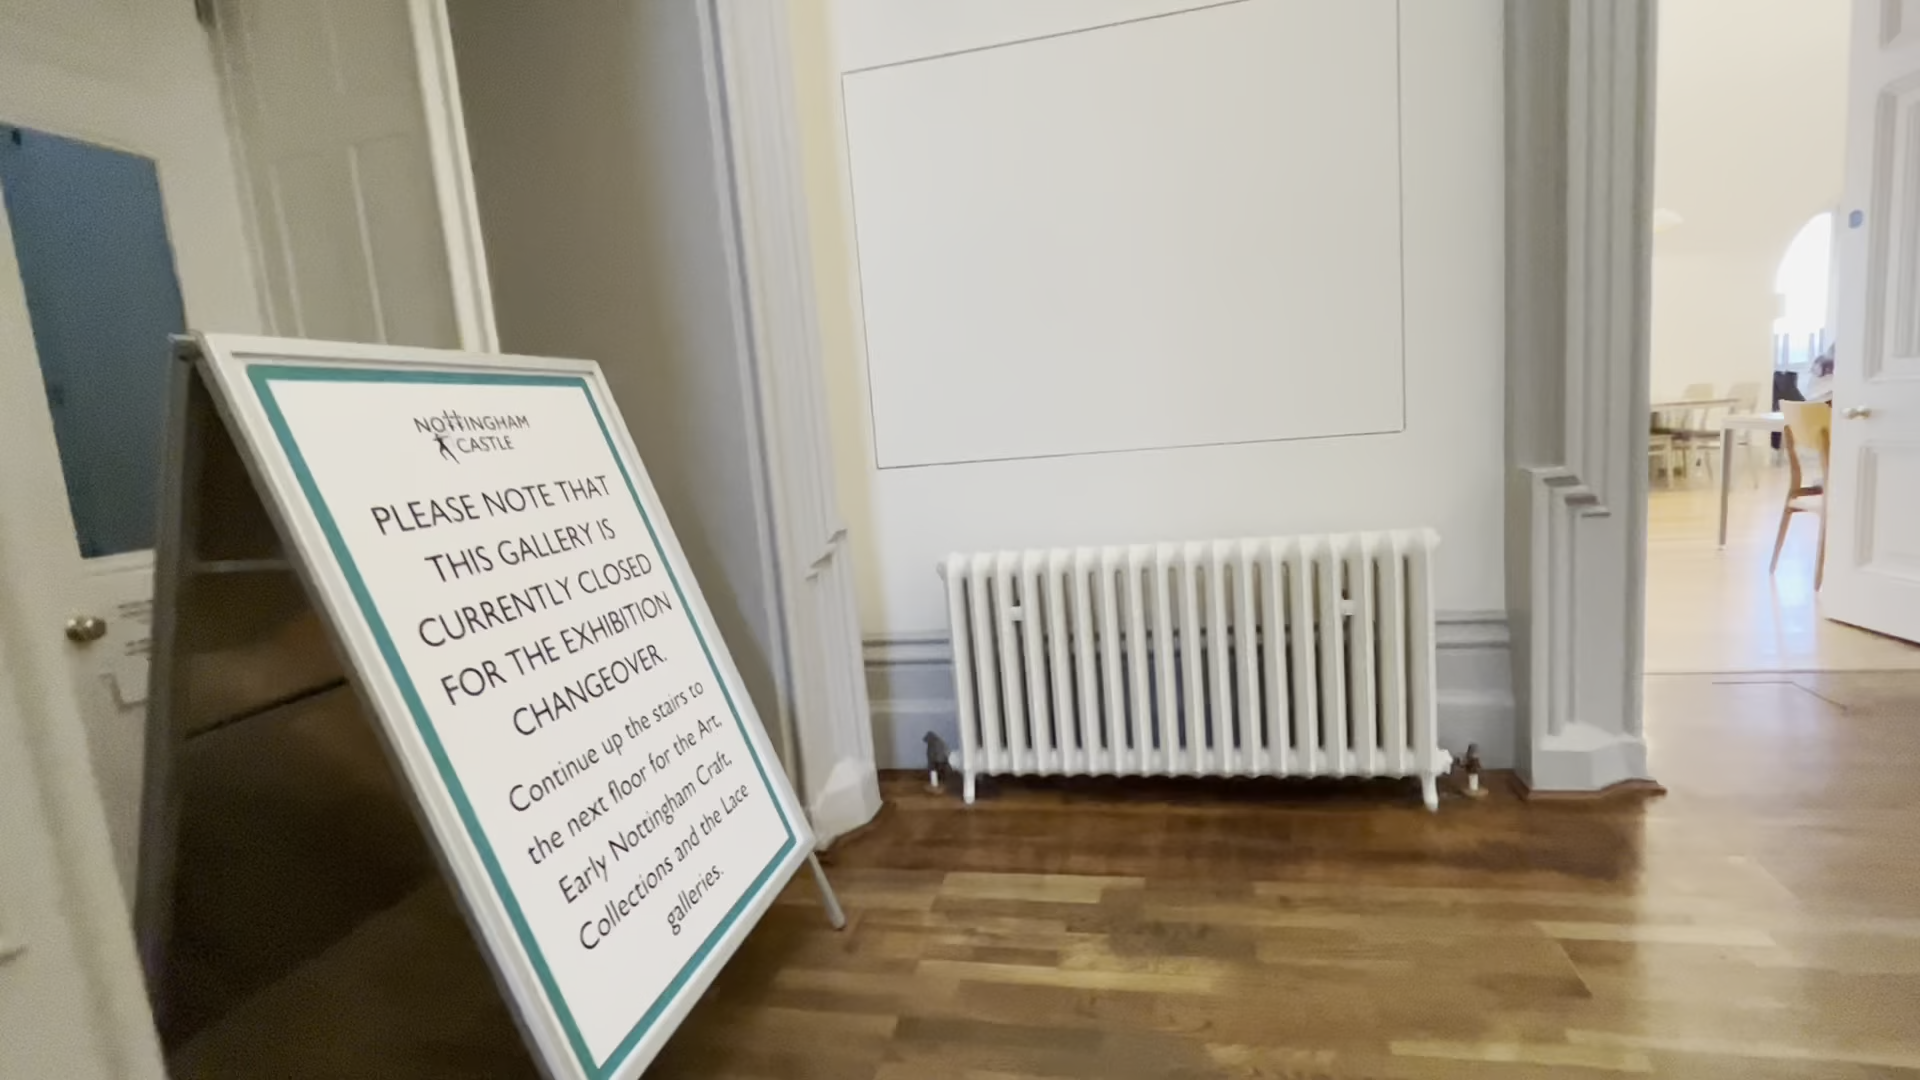 NOTTINGHAM
CASTLE
PLEASE NOTE THAT
THIS GALLERY IS
CURRENTLY CLOSED
FOR THE EXHIBITION
CHANGEOVER.
Continue up the stairs to
the next floor for the Art,
Early Nottingham Craft,
Collections and the Lace
galleries.